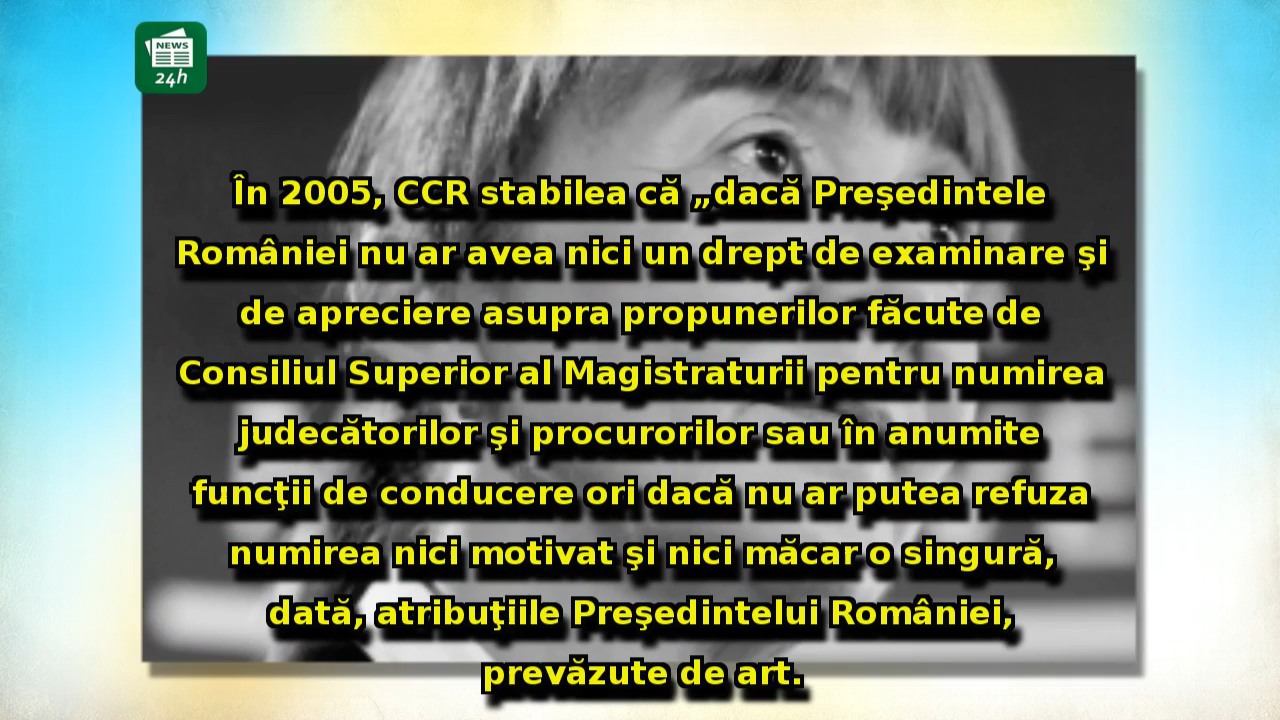 NEWS
24h
În 2005, CCR stabilea că „dacă Preşedintele
României nu ar avea nici un drept de examinare şi
de apreciere asupra propunerilor făcute de
Consiliul Superior al Magistraturii pentru numirea
judecătorilor şi procurorilor sau în anumite
funcţii de conducere ori dacă nu ar putea refuza
numirea nici motivat şi nici măcar o singură,
dată, atribuţiile Preşedintelui României,
prevăzute de art.